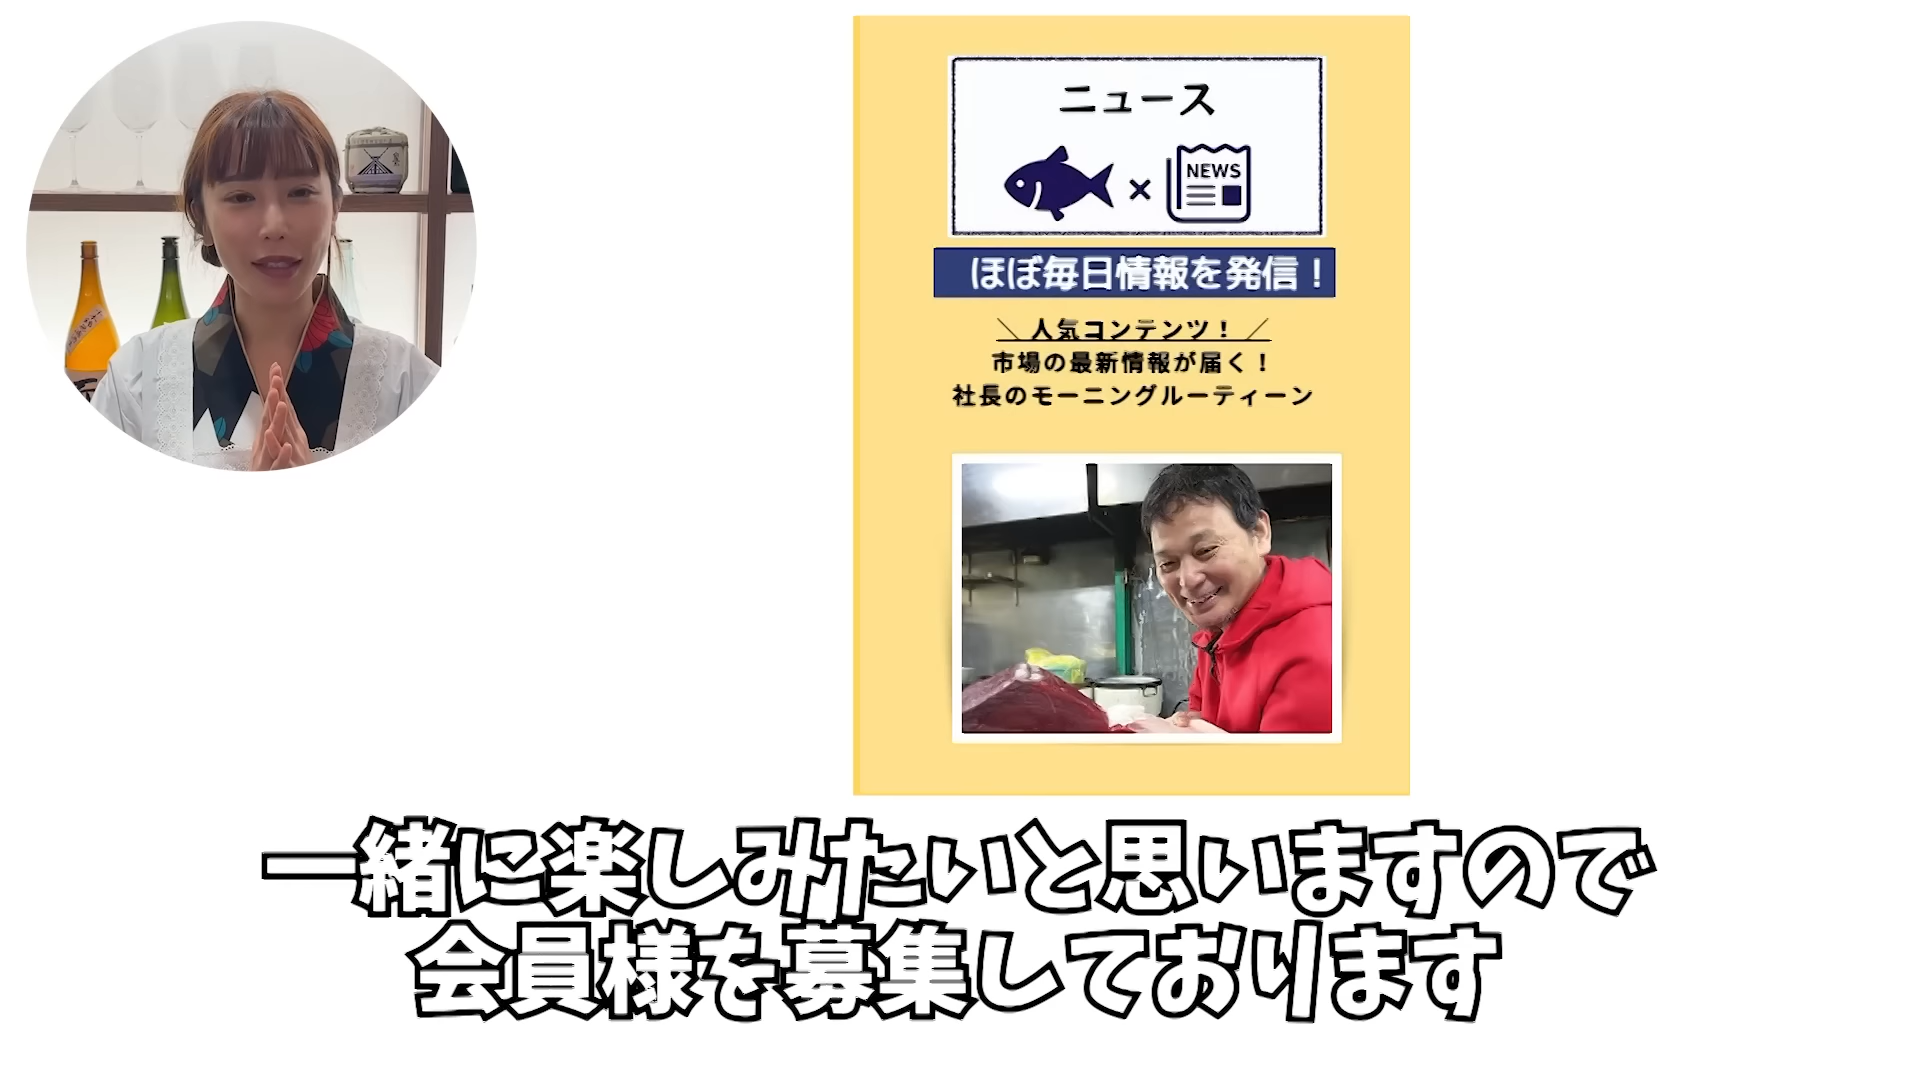 ニュース
×
NEWS
ほぼ毎日情報を発信！
＼ 人気コンテンツ！ ／
市場の最新情報が届く！
社長のモーニングルーティーン
一緒に楽しみたいと思いますので
会員様を募集しております